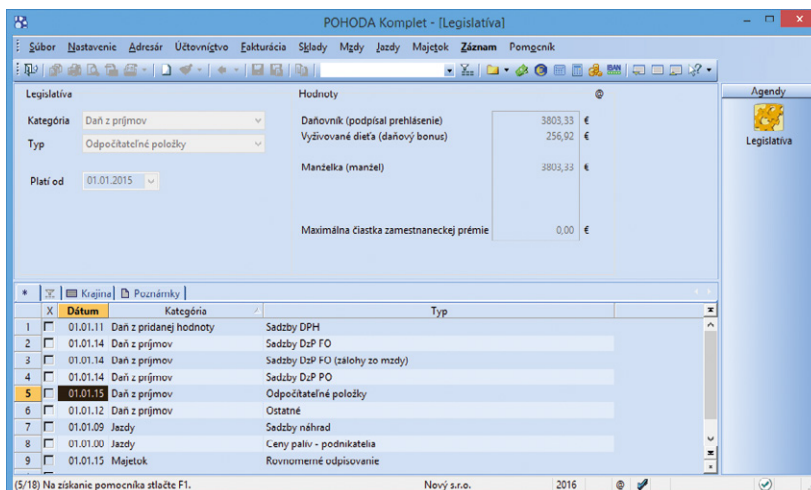 POHODA Komplet - [Legislatíva]
Súbor Nastavenie Adresár Účtovníctvo Fakturácia Sklady Mzdy Jazdy Majetok Záznam Pomocník
Legislatíva Hodnoty @ Agendy
Kategória Daň z príjmov Daňovník (podpísal prehlásenie) 3803,33 €
Vyživované dieťa (daňový bonus) 256,92 €
Typ Odpočítateľné položky Legislatíva
Manželka (manžel) 3803,33 €
Platí od 01.01.2015
Maximálna čiastka zamestnaneckej prémie 0,00 €
* Krajina Poznámky
X Dátum Kategória Typ
1 01.01.11 Daň z pridanej hodnoty Sadzby DPH
2 01.01.14 Daň z príjmov Sadzby DzP FO
3 01.01.14 Daň z príjmov Sadzby DzP FO (zálohy zo mzdy)
4 01.01.14 Daň z príjmov Sadzby DzP PO
5 01.01.15 Daň z príjmov Odpočítateľné položky
6 01.01.12 Daň z príjmov Ostatné
7 01.01.09 Jazdy Sadzby náhrad
8 01.01.00 Jazdy Ceny palív - podnikatelia
9 01.01.15 Majetok Rovnomerné odpisovanie
(5/18) Na získanie pomocníka stlačte F1. Nový s.r.o. 2016 @